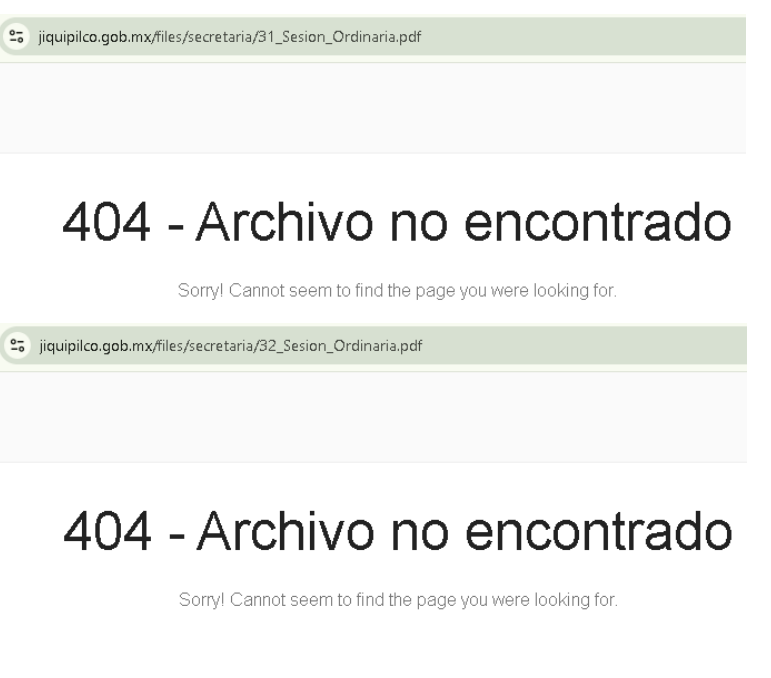 jiquipilco.gob.mx/files/secretaria/31_Sesion_Ordinaria.pdf
404 - Archivo no encontrado
Sorry! Cannot seem to find the page you were looking for.
jiquipilco.gob.mx/files/secretaria/32_Sesion_Ordinaria.pdf
404 - Archivo no encontrado
Sorry! Cannot seem to find the page you were looking for.